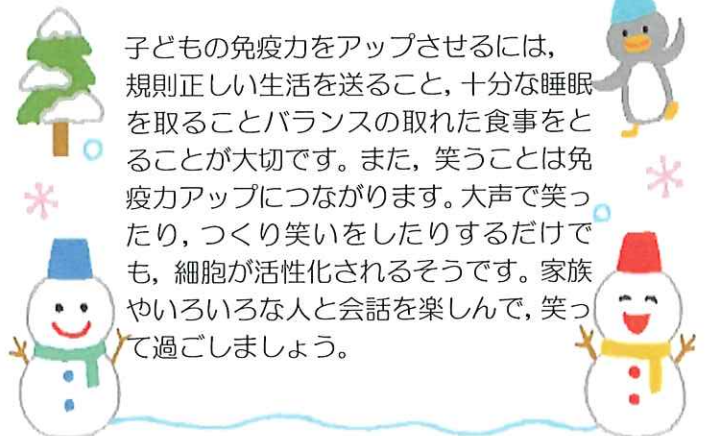 子どもの免疫力をアップさせるには,
規則正しい生活を送ること, 十分な睡眠
を取ることバランスの取れた食事をと
ることが大切です。また, 笑うことは免
疫力アップにつながります。大声で笑っ
たり, つくり笑いをしたりするだけで
も, 細胞が活性化されるそうです。家族
やいろいろな人と会話を楽しんで, 笑っ
て過ごしましょう。